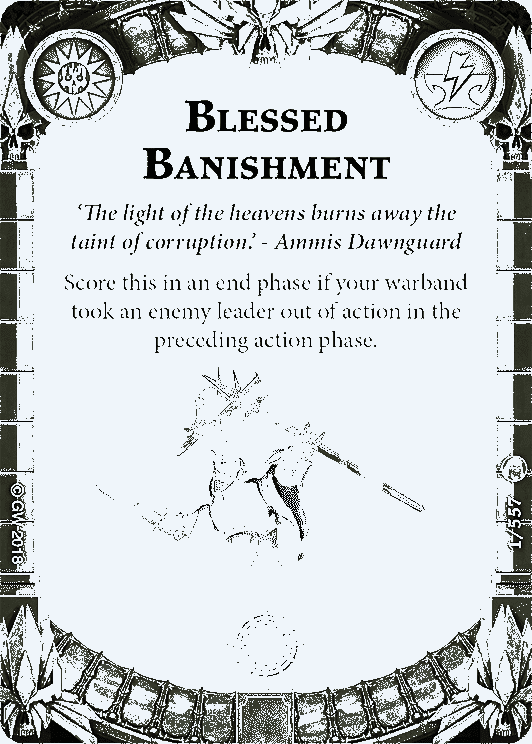 BLESSED
BANISHMENT
‘The light of the heavens burns away the
taint of corruption.’ - Ammis Dawnguard
Score this in an end phase if your warband
took an enemy leader out of action in the
preceding action phase.
© GW 2018
1/557